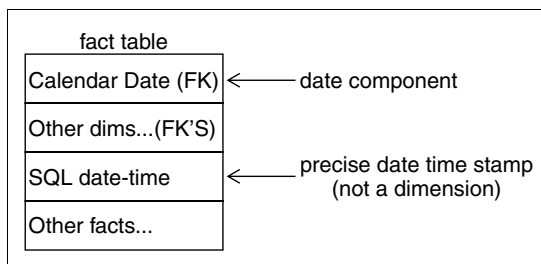 fact table
Calendar Date (FK)
date component
Other dims...(FK'S)
SQL date-time
precise date time stamp
(not a dimension)
Other facts...